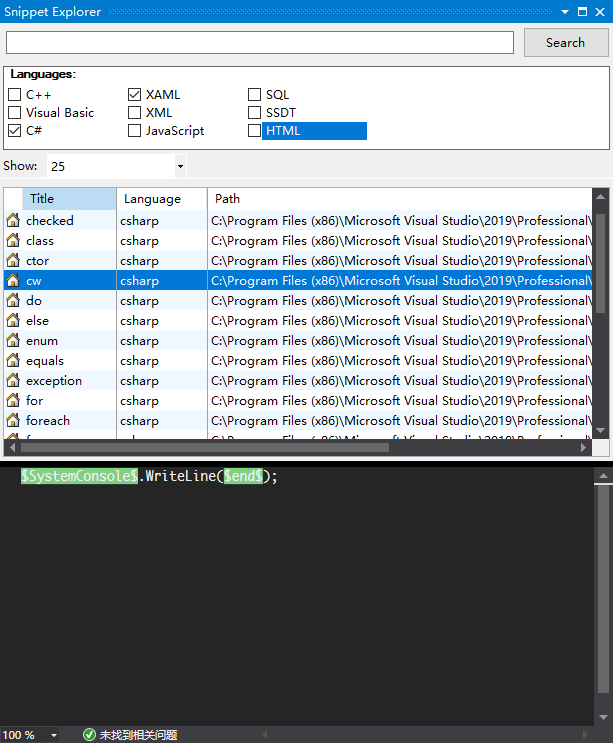 Snippet Explorer
Search
Languages:
C++ XAML SQL
Visual Basic XML SSDT
C# JavaScript HTML
Show: 25
Title Language Path
checked csharp C:\Program Files (x86)\Microsoft Visual Studio\2019\Professional\
class csharp C:\Program Files (x86)\Microsoft Visual Studio\2019\Professional\
ctor csharp C:\Program Files (x86)\Microsoft Visual Studio\2019\Professional\
cw csharp C:\Program Files (x86)\Microsoft Visual Studio\2019\Professional\
do csharp C:\Program Files (x86)\Microsoft Visual Studio\2019\Professional\
else csharp C:\Program Files (x86)\Microsoft Visual Studio\2019\Professional\
enum csharp C:\Program Files (x86)\Microsoft Visual Studio\2019\Professional\
equals csharp C:\Program Files (x86)\Microsoft Visual Studio\2019\Professional\
exception csharp C:\Program Files (x86)\Microsoft Visual Studio\2019\Professional\
for csharp C:\Program Files (x86)\Microsoft Visual Studio\2019\Professional\
foreach csharp C:\Program Files (x86)\Microsoft Visual Studio\2019\Professional\
$SystemConsole$.WriteLine($end$);
100 % 未找到相关问题